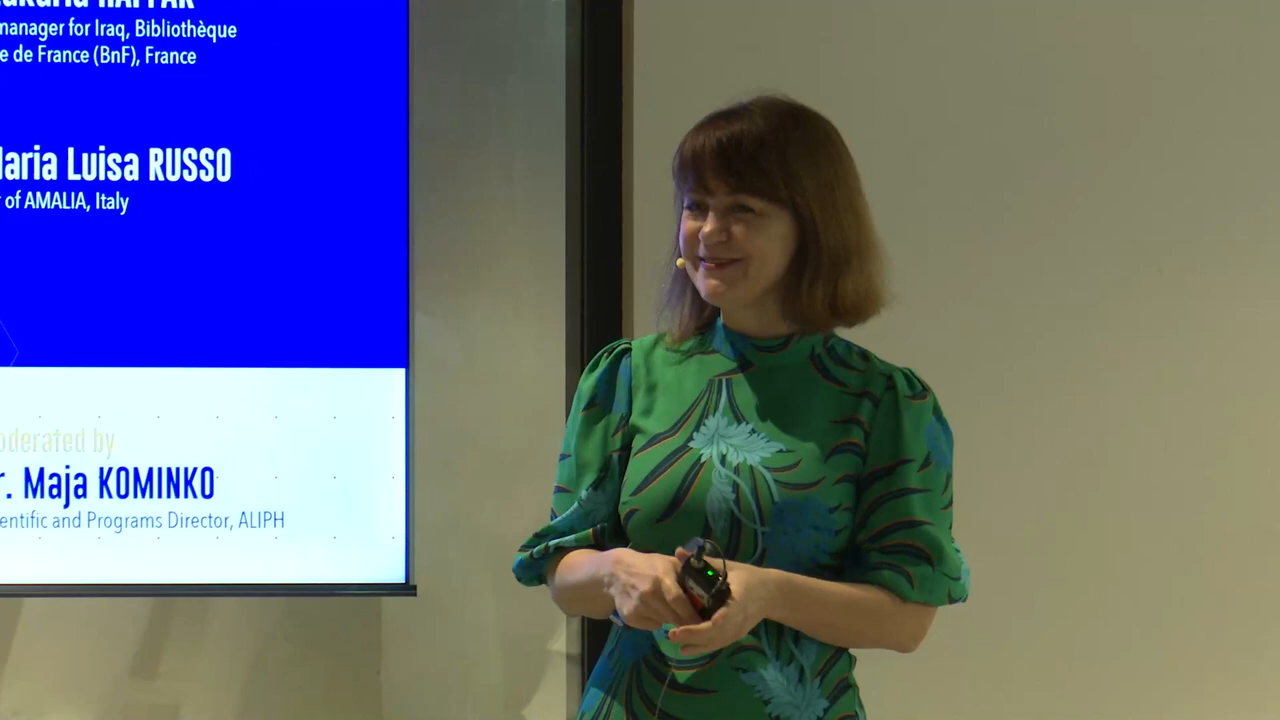 manager for Iraq, Bibliothèque
e de France (BnF), France
aria Luisa RUSSO
of AMALIA, Italy
oderated by
r. Maja KOMINKO
entific and Programs Director, ALIPH